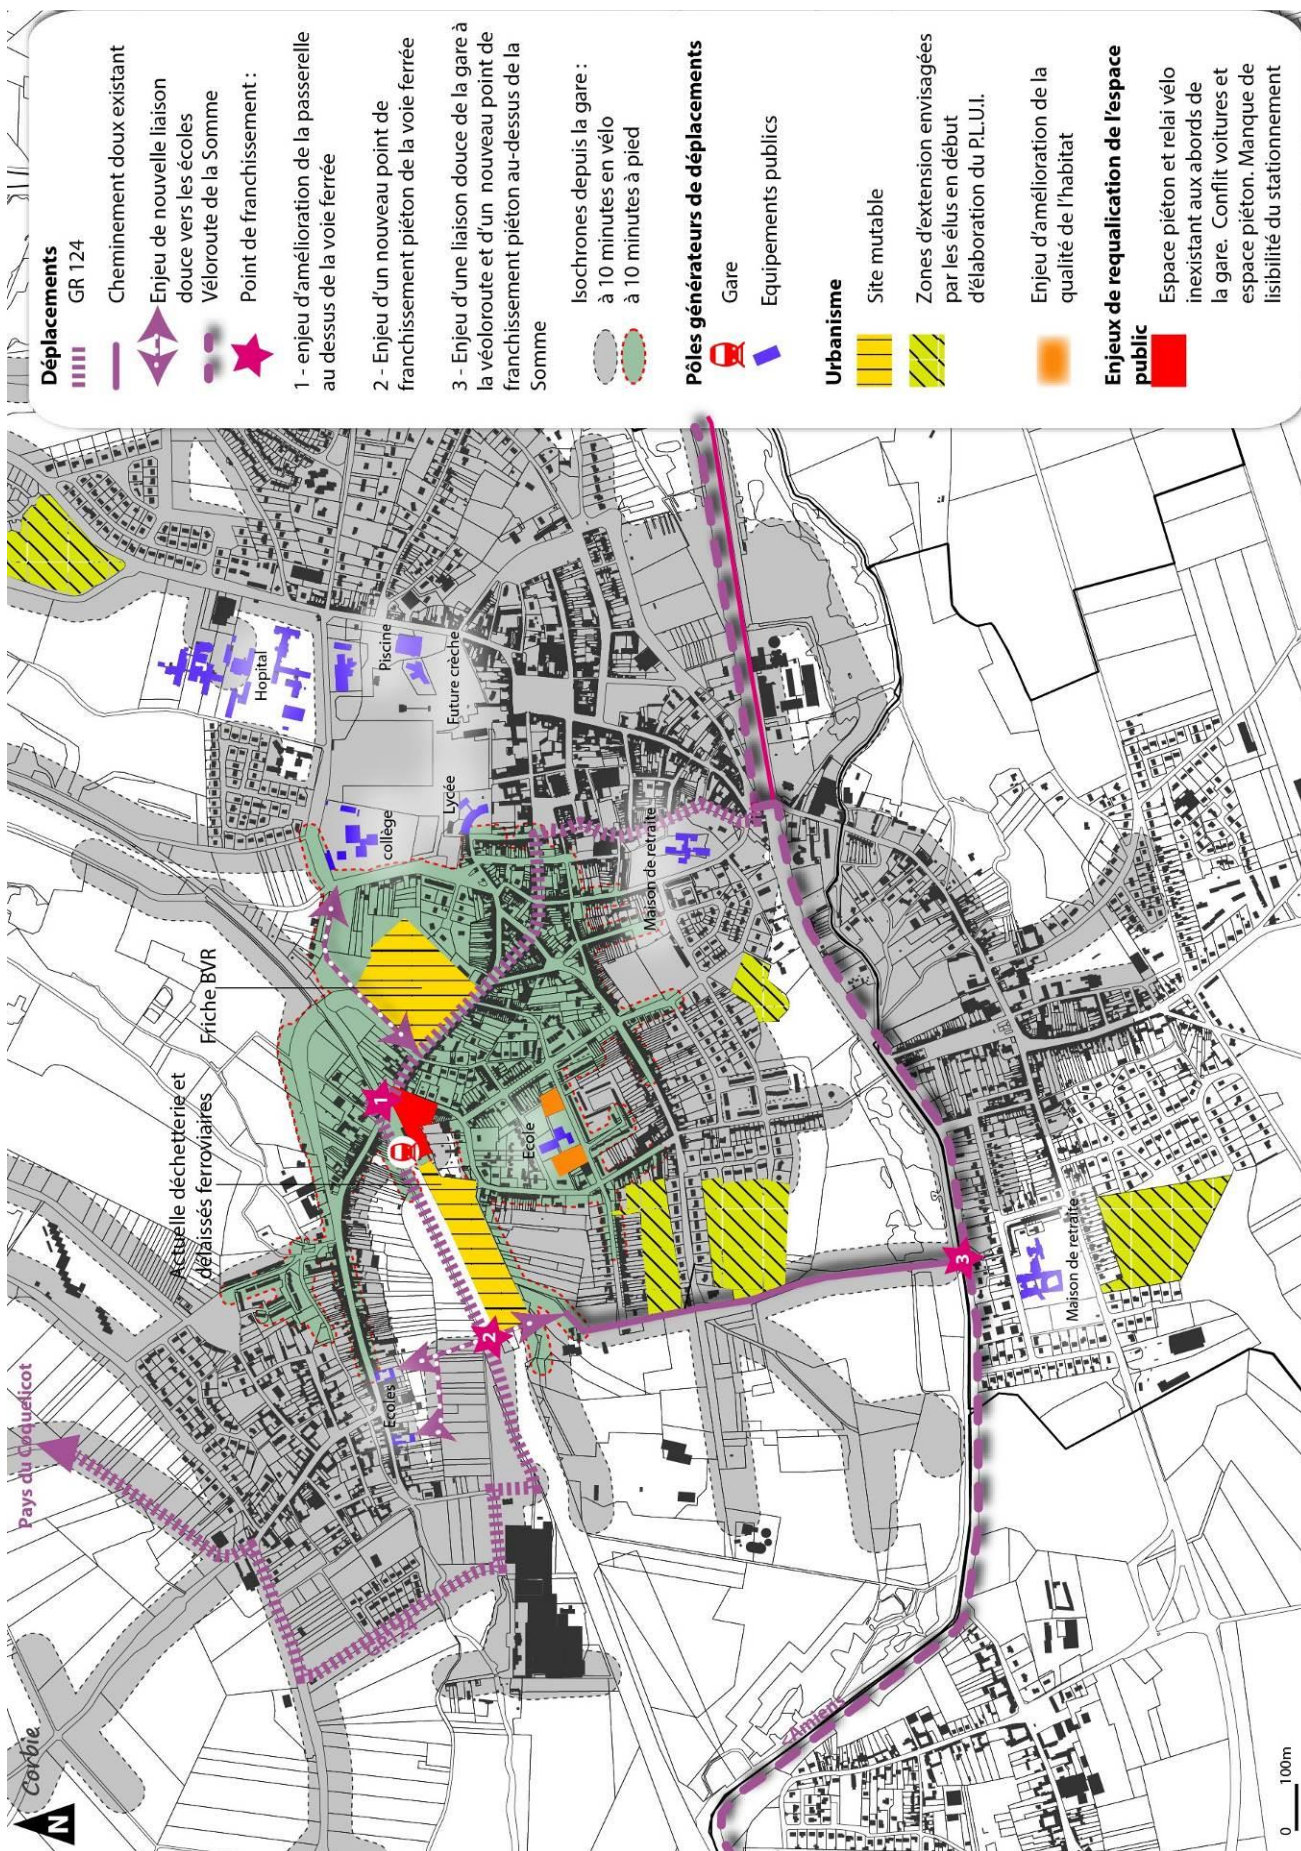 Corbie
N
Pays du Coquelicot
Actuelle déchetterie et
délaissés ferroviaires
Friche BVR
Hopital
Piscine
Future crèche
collège
Lycée
Maison de retraite
Ecole
Ecoles
1
2
3
Maison de retraite
Amiens
0
100m
Déplacements
GR 124
Cheminement doux existant
Enjeu de nouvelle liaison
douce vers les écoles
Véloroute de la Somme
Point de franchissement :
1 - enjeu d'amélioration de la passerelle
au dessus de la voie ferrée
2 - Enjeu d'un nouveau point de
franchissement piéton de la voie ferrée
3 - Enjeu d'une liaison douce de la gare à
la véoloroute et d'un nouveau point de
franchissement piéton au-dessus de la
Somme
Isochrones depuis la gare :
à 10 minutes en vélo
à 10 minutes à pied
Pôles générateurs de déplacements
Gare
Equipements publics
Urbanisme
Site mutable
Zones d'extension envisagées
par les élus en début
d'élaboration du P.L.U.I.
Enjeu d'amélioration de la
qualité de l'habitat
Enjeux de requalication de l'espace
public
Espace piéton et relai vélo
inexistant aux abords de
la gare. Conflit voitures et
espace piéton. Manque de
lisibilité du stationnement